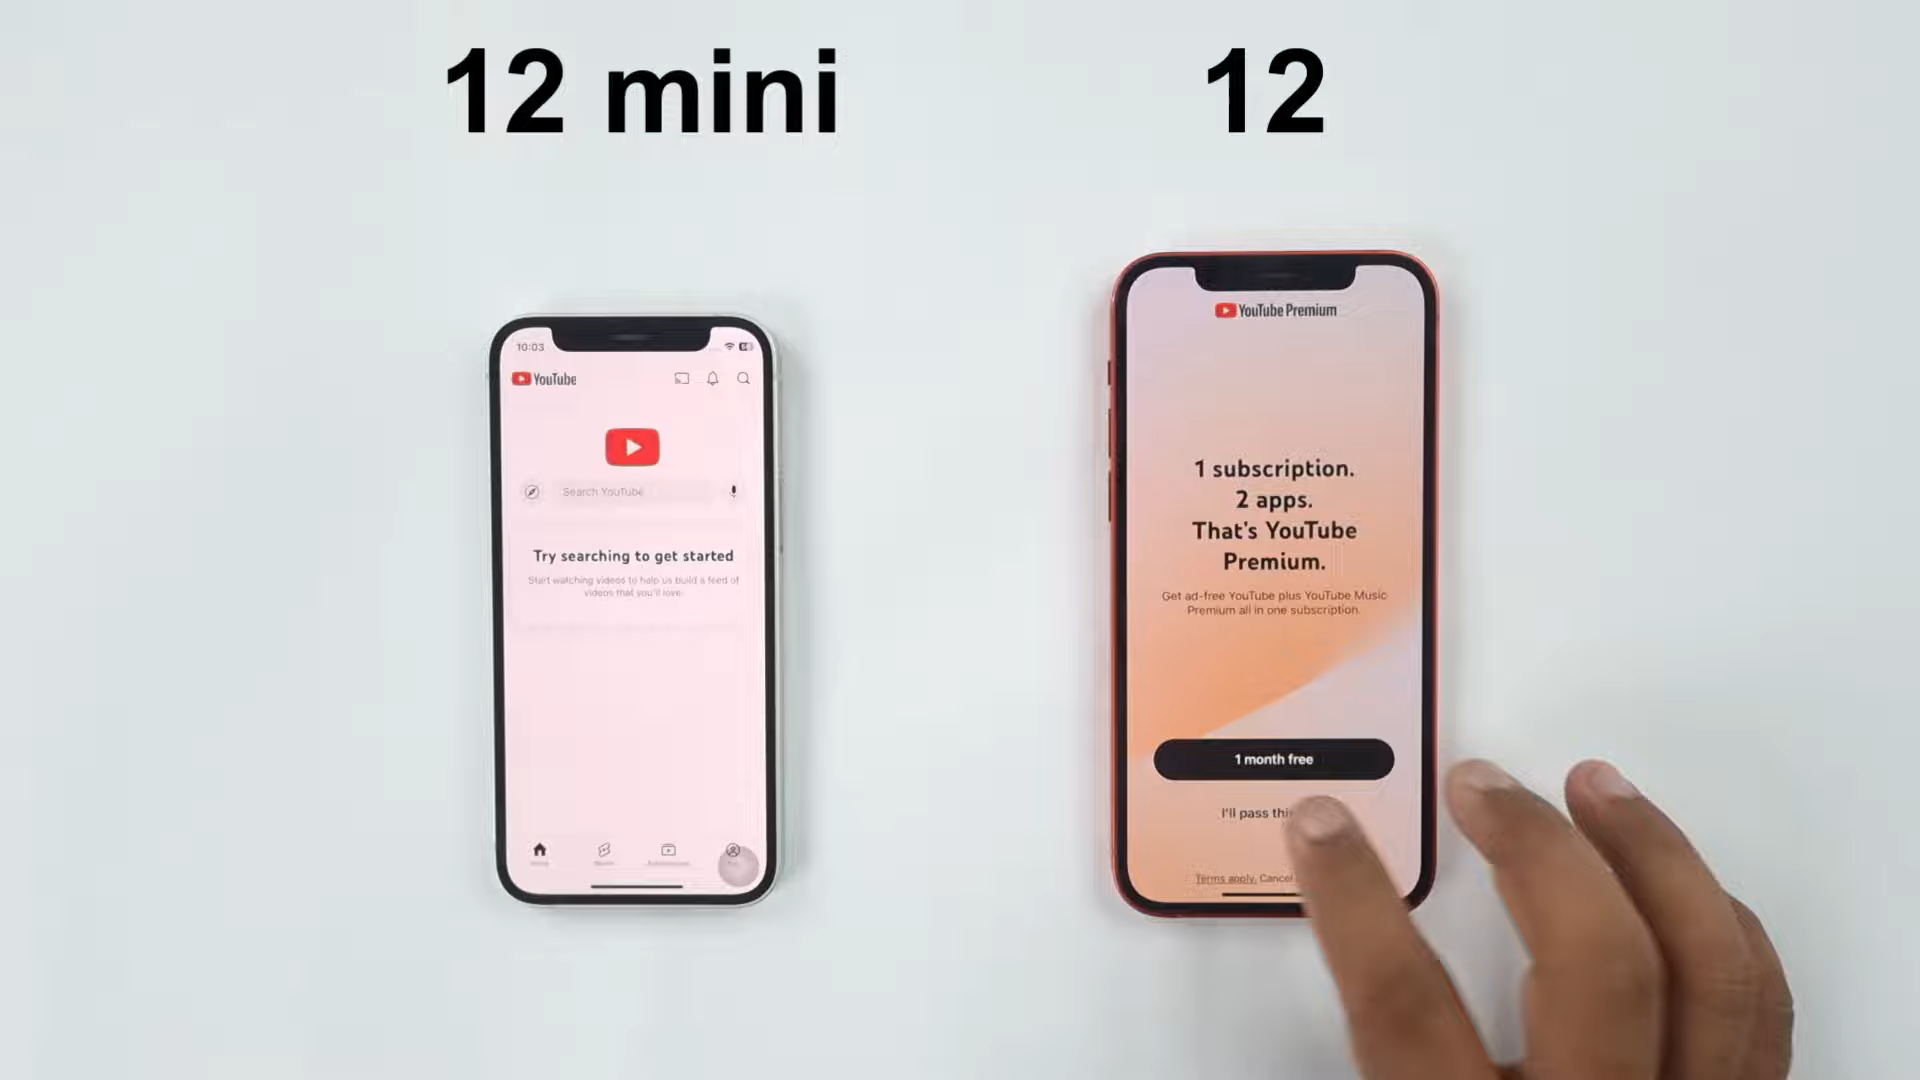 12 mini
12
10:03
YouTube
Search YouTube
Try searching to get started
Start watching videos to help us build a feed of
videos that you'll love.
YouTube Premium
1 subscription.
2 apps.
That's YouTube
Premium.
Get ad-free YouTube plus YouTube Music
Premium all in one subscription.
1 month free
I'll pass
Terms apply. Cancel